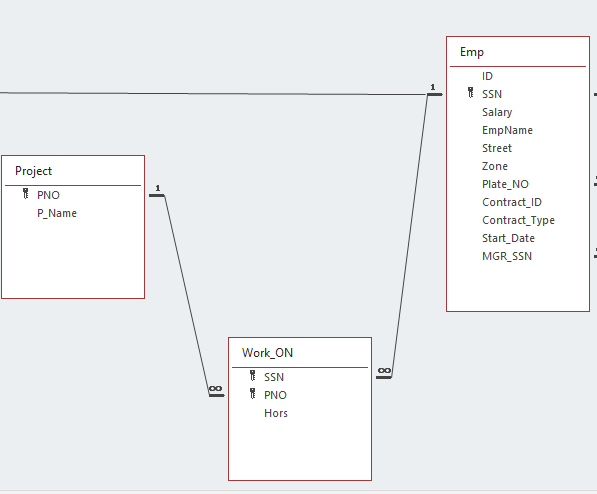 Emp
ID
1
SSN
Salary
EmpName
Street
Zone
Plate_NO
Contract_ID
Contract_Type
Start_Date
MGR_SSN
Project
PNO
1
P_Name
Work_ON
SSN
∞
PNO
∞
Hors